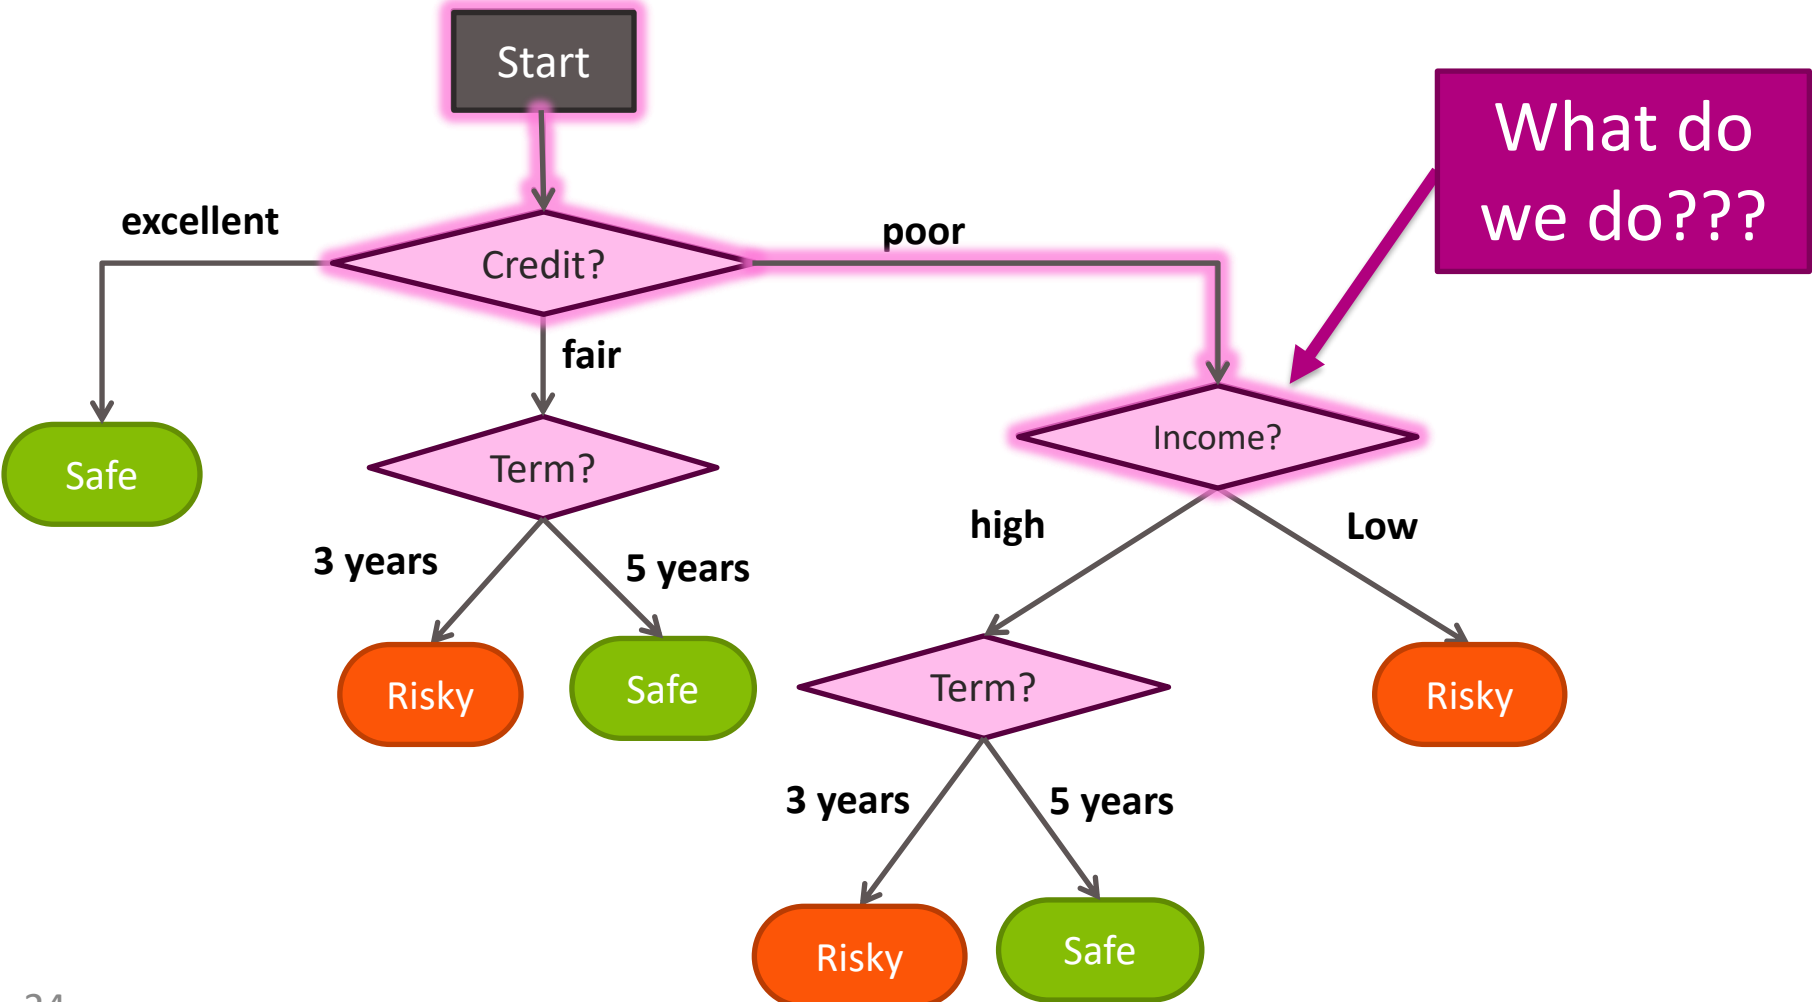 Start
What do
we do???
excellent
Credit?
poor
fair
Safe
Term?
Income?
high
Low
3 years
5 years
Risky
Safe
Term?
Risky
3 years
5 years
Risky
Safe